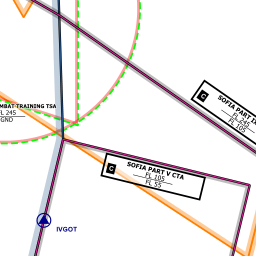 MBAT TRAINING TSA
FL 245
GND
C
SOFIA PART I
FL 245
FL 105
C
SOFIA PART V CTA
FL 105
FL 55
IVGOT